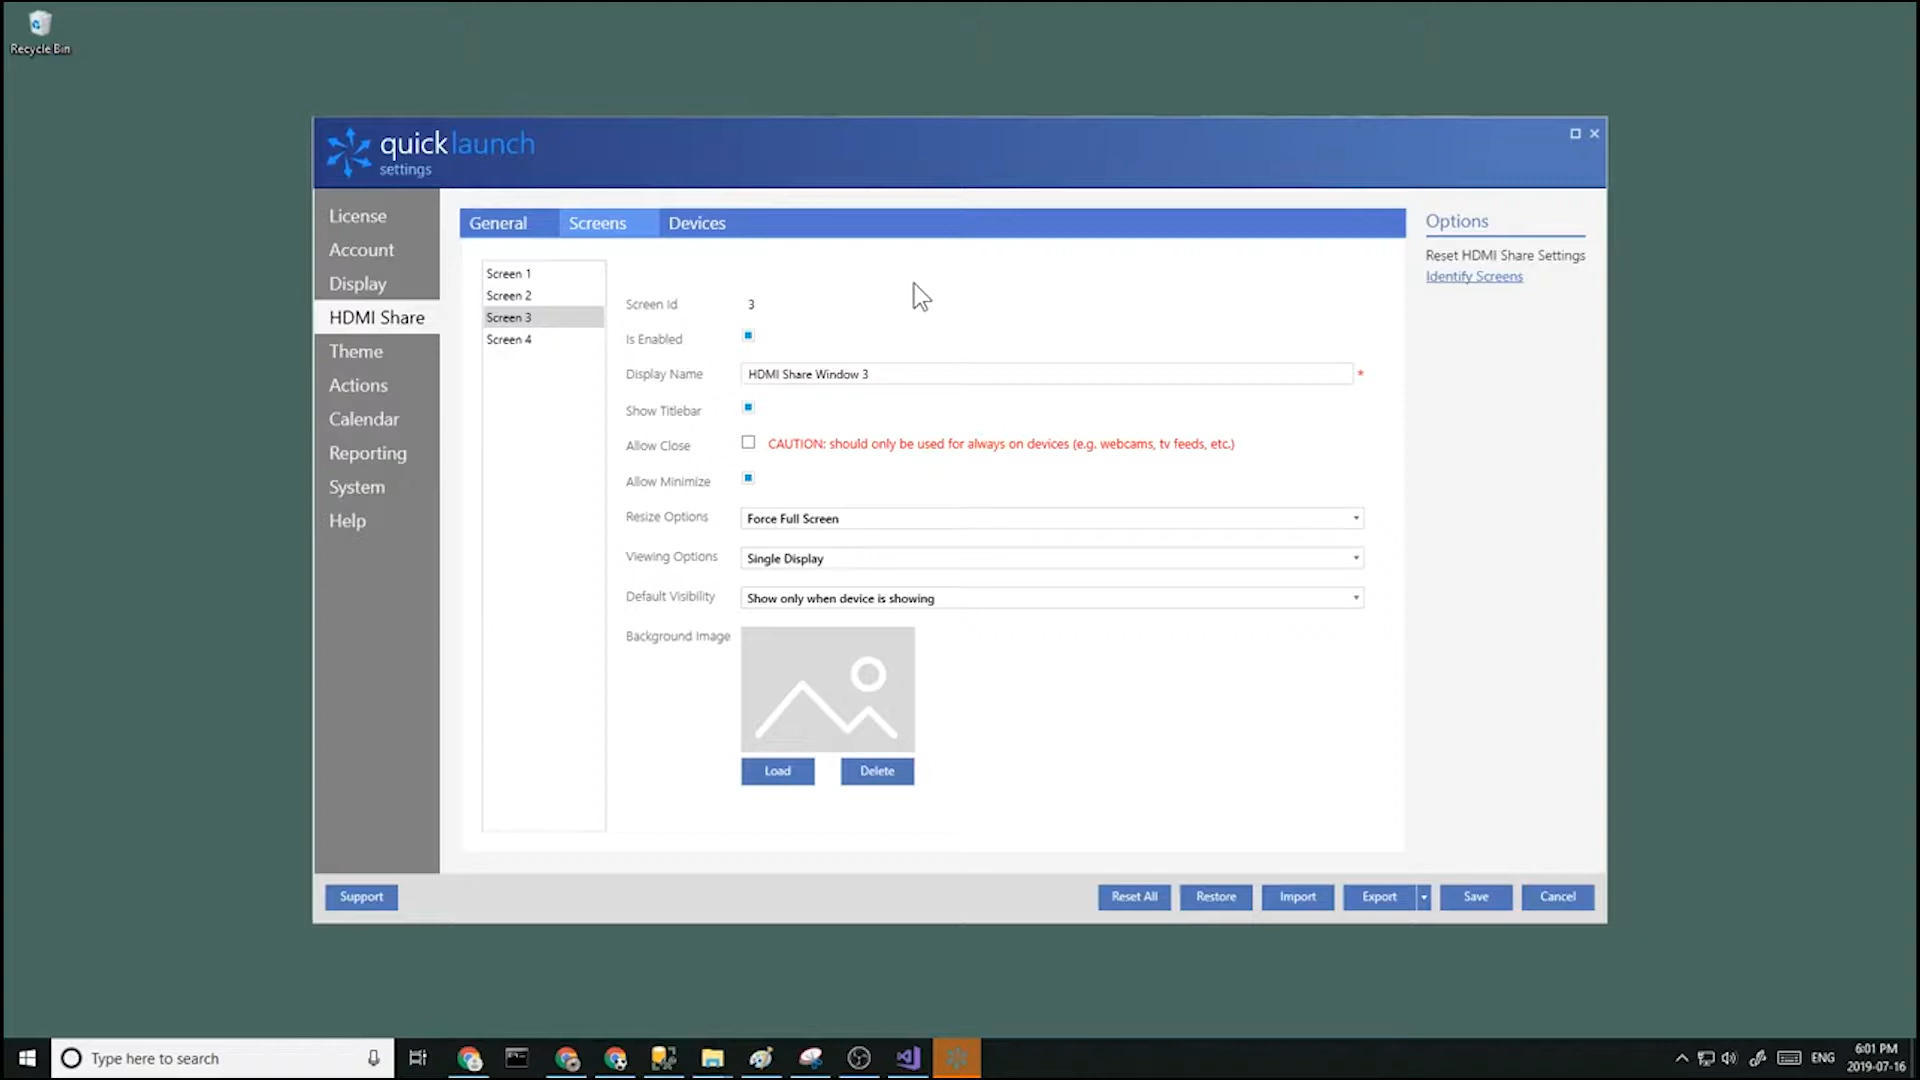 Recycle Bin
quick launch
settings
License
Account
Display
HDMI Share
Theme
Actions
Calendar
Reporting
System
Help
General
Screens
Devices
Screen 1
Screen 2
Screen 3
Screen 4
Screen Id 3
Is Enabled
Display Name HDMI Share Window 3 *
Show Titlebar
Allow Close CAUTION: should only be used for always on devices (e.g. webcams, tv feeds, etc.)
Allow Minimize
Resize Options Force Full Screen
Viewing Options Single Display
Default Visibility Show only when device is showing
Background Image
Load
Delete
Options
Reset HDMI Share Settings
Identify Screens
Support
Reset All
Restore
Import
Export
Save
Cancel
Type here to search
ENG
6:01 PM
2019-07-16